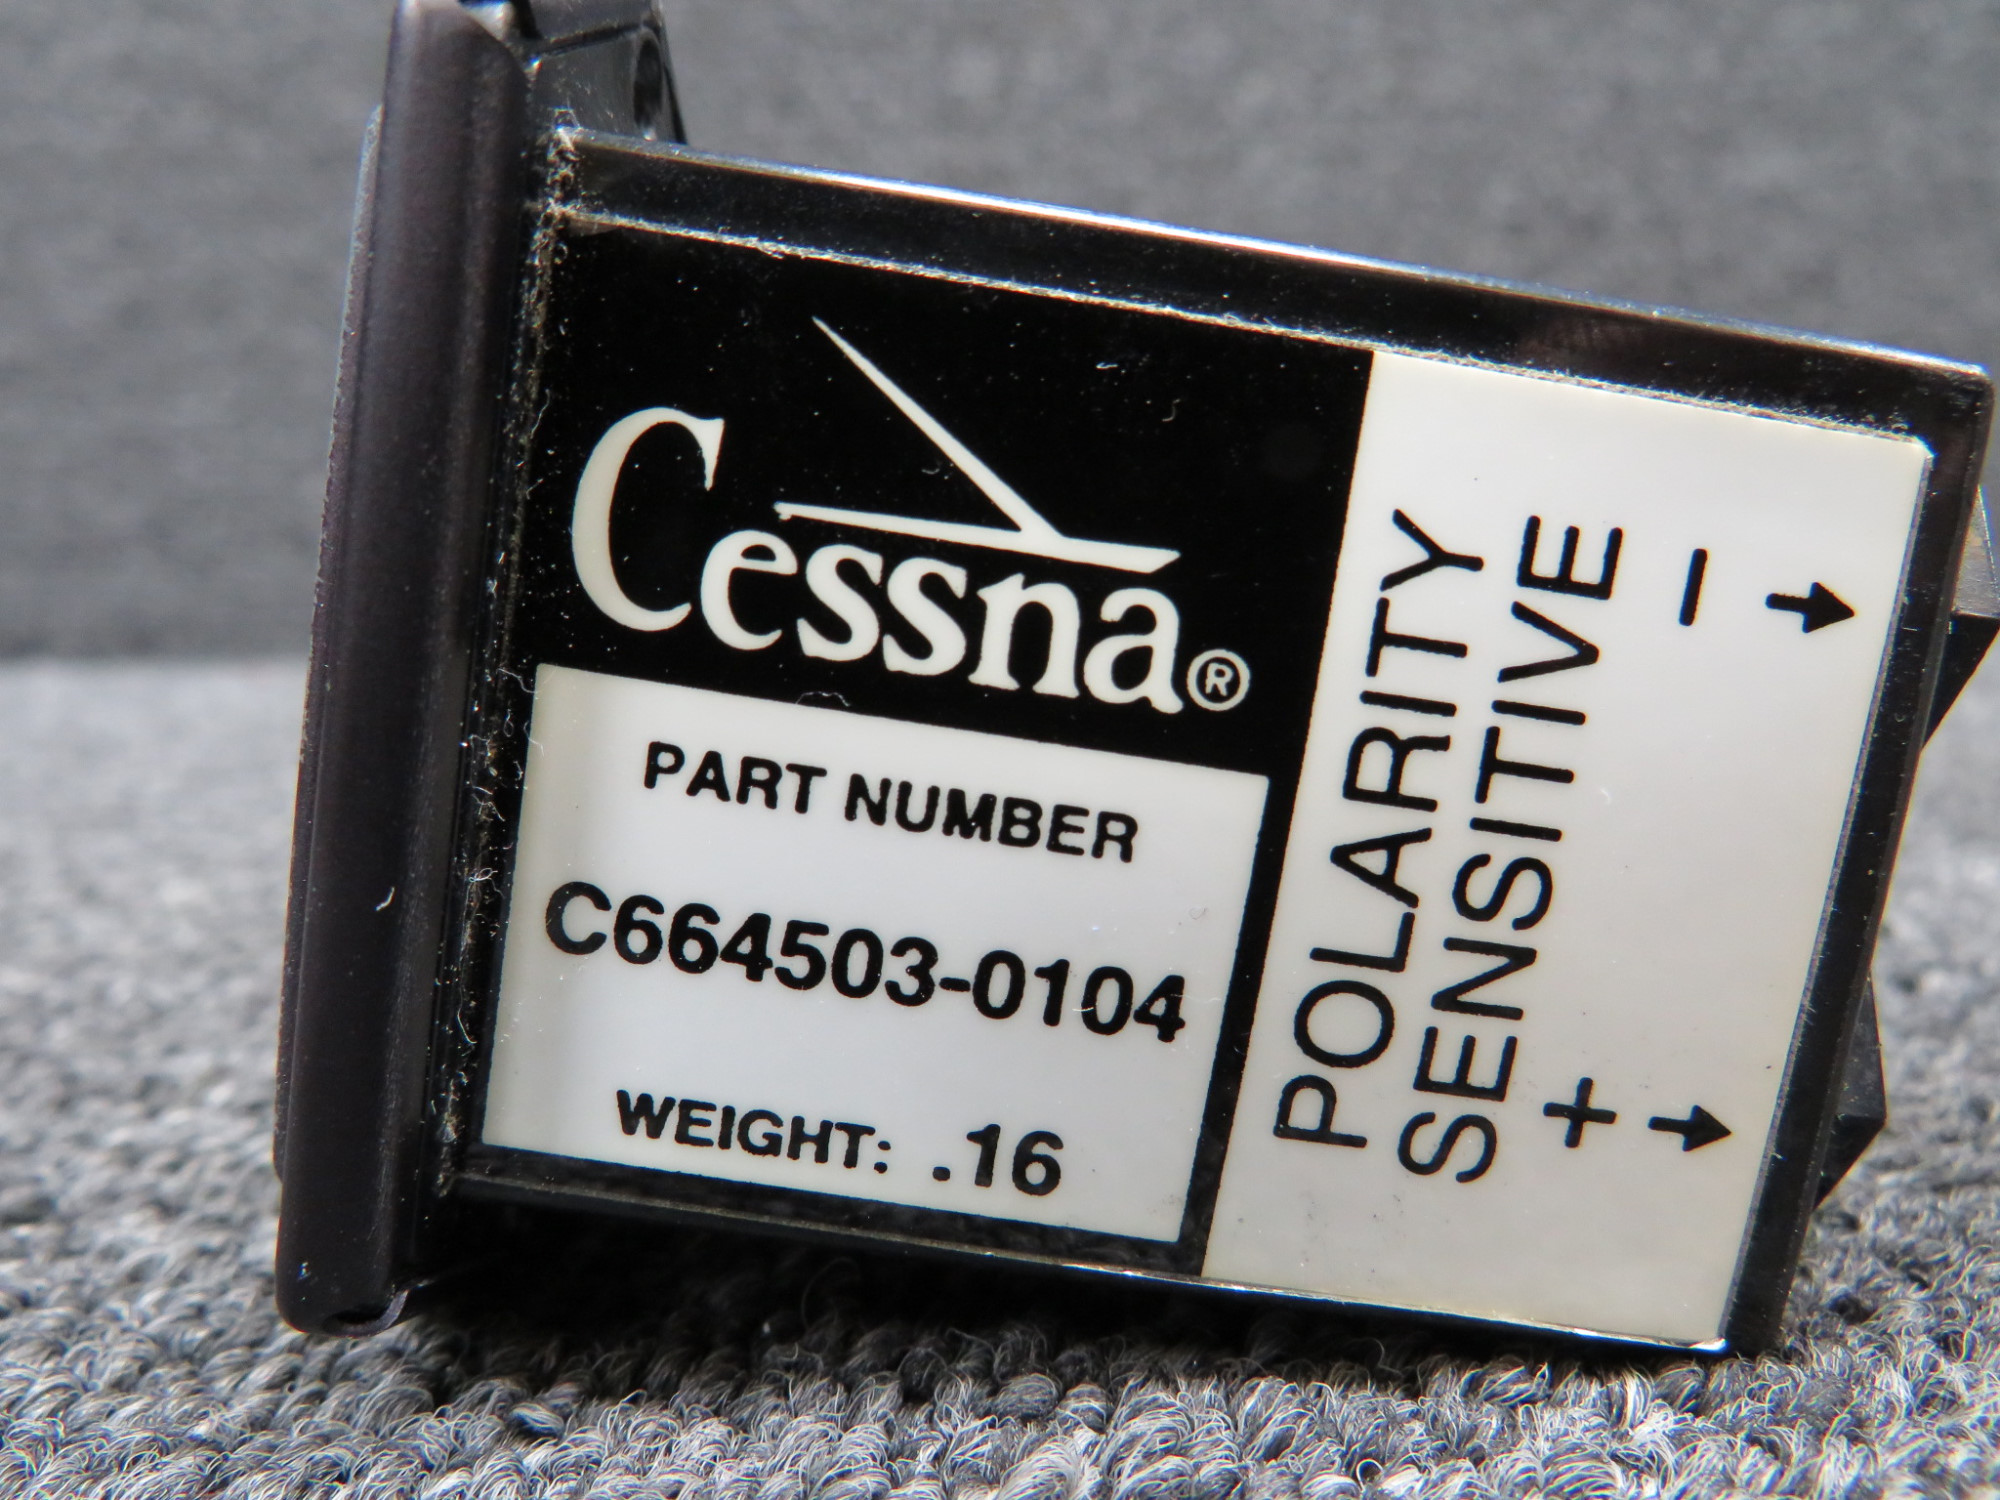 Cessna®
PART NUMBER
C664503-0104
WEIGHT: .16
POLARITY
SENSITIVE
+ −
→ →